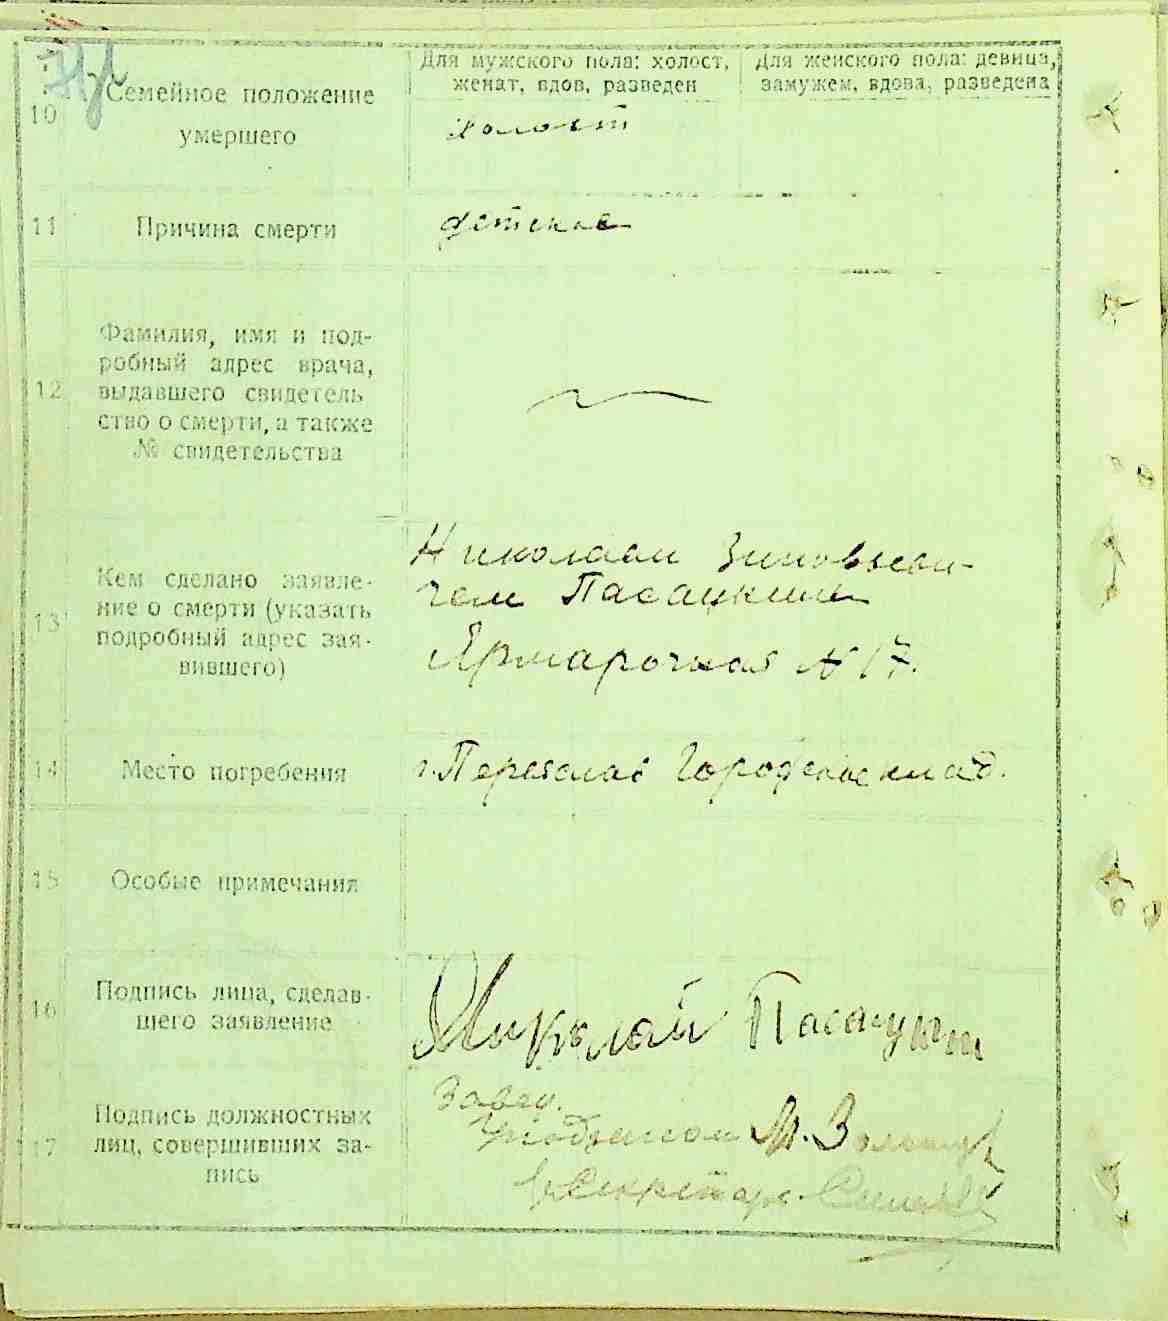 Для мужского пола: холост,
женат, вдов, разведен
Для женского пола: девица,
замужем, вдова, разведена
10
Семейное положение
умершего
холост
11
Причина смерти
детская
12
Фамилия, имя и под-
робный адрес врача,
выдавшего свидетель
ство о смерти, а также
№ свидетельства
13
Кем сделано заявле-
ние о смерти (указать
подробный адрес зая-
вившего)
Николаем Зиновьеви-
чем
Ярмарочная № 17.
14
Место погребения
г. Переяслав Городское клад.
15
Особые примечания
16
Подпись лица, сделав-
шего заявление
Николай
17
Подпись должностных
лиц, совершивших за-
пись
Завед.
М.
Секретарь